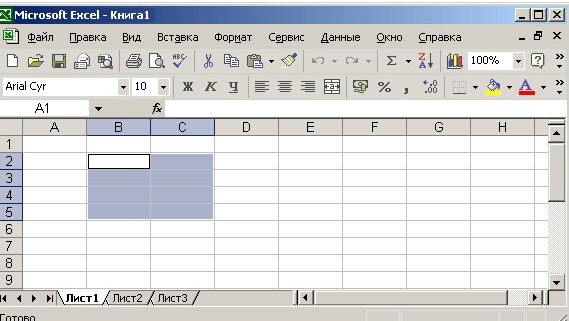 Microsoft Excel - Книга1
Файл Правка Вид Вставка Формат Сервис Данные Окно Справка
Σ 100%
Arial Cyr 10 Ж К Ч % ,
A1 fx
A B C D E F G H
1
2
3
4
5
6
7
8
9
Лист1 Лист2 Лист3
Готово